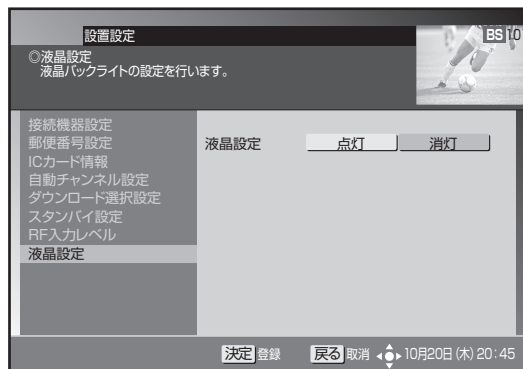 設置設定
BS 10
◎液晶設定
液晶バックライトの設定を行います。
接続機器設定
郵便番号設定
ICカード情報
自動チャンネル設定
ダウンロード選択設定
スタンバイ設定
RF入力レベル
液晶設定
液晶設定 点灯 消灯
決定 登録 戻る 取消 10月20日(木)20:45